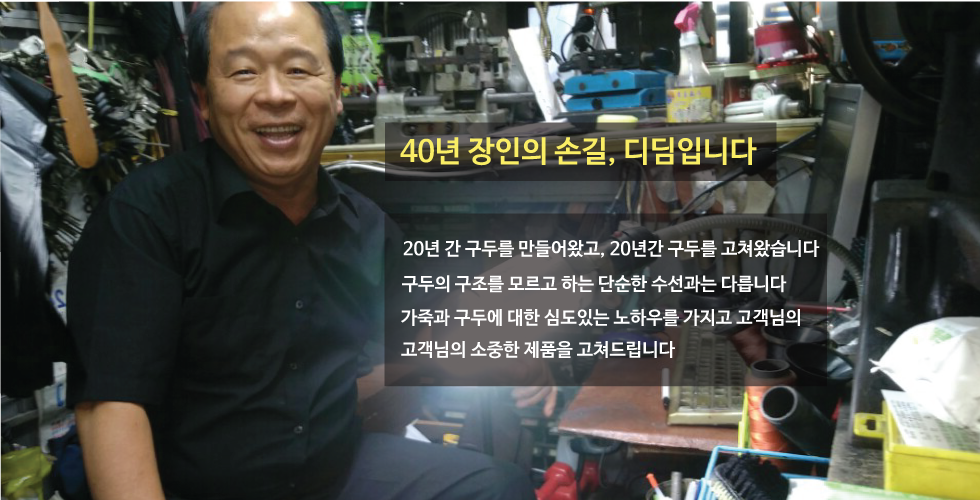 40년 장인의 손길, 디딤입니다
20년 간 구두를 만들어왔고, 20년간 구두를 고쳐왔습니다
구두의 구조를 모르고 하는 단순한 수선과는 다릅니다
가죽과 구두에 대한 심도있는 노하우를 가지고 고객님의
고객님의 소중한 제품을 고쳐드립니다